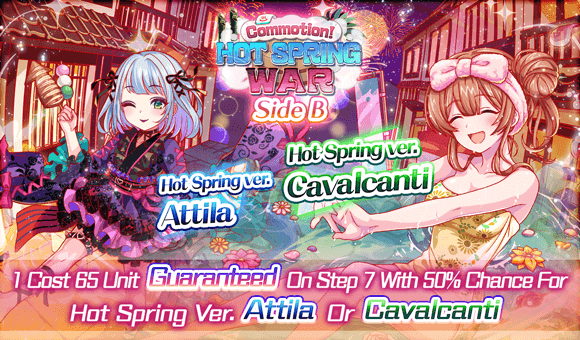 Commotion!
HOT SPRING
WAR
Side B
Hot Spring ver.
Attila
Hot Spring ver.
Cavalcanti
1 Cost 65 Unit Guaranteed On Step 7 With 50% Chance For
Hot Spring Ver. Attila Or Cavalcanti